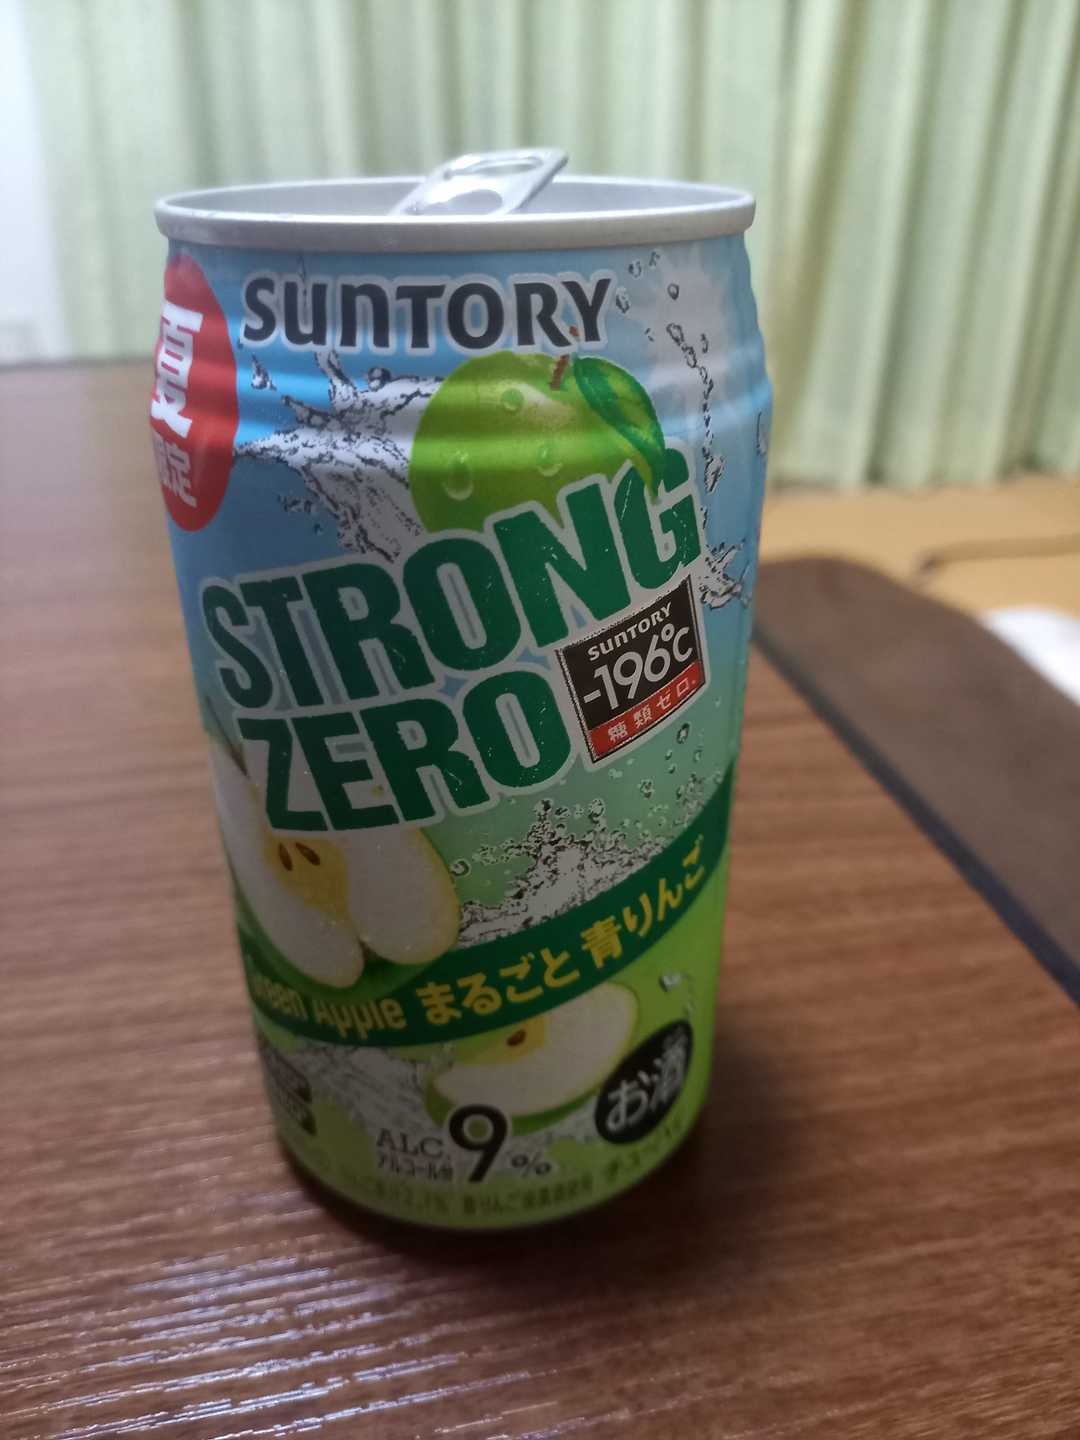 SUNTORY
夏
限定
STRONG
ZERO
SUNTORY
-196℃
糖類ゼロ。
Green Apple まるごと青りんご
お酒
ALC.
アルコール分
9%